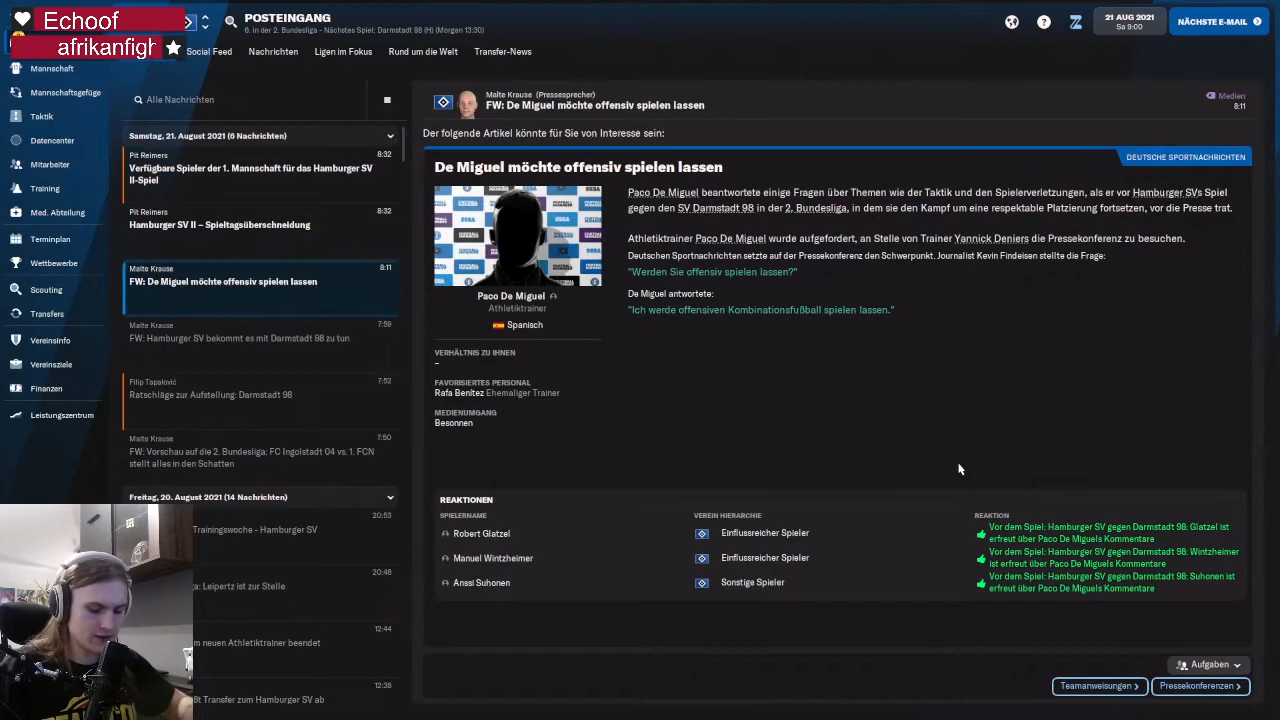 Echoof
afrikanfigh
POSTEINGANG
6. in der 2. Bundesliga - Nächstes Spiel: Darmstadt 98 (H) (Morgen 13:30)
21 AUG 2021
Sa 9:00
NÄCHSTE E-MAIL
Social Feed
Nachrichten
Ligen im Fokus
Rund um die Welt
Transfer-News
Mannschaft
Mannschaftsgefüge
Taktik
Datencenter
Mitarbeiter
Training
Med. Abteilung
Terminplan
Wettbewerbe
Scouting
Transfers
Vereinsinfo
Vereinsziele
Finanzen
Leistungszentrum
Alle Nachrichten
Samstag, 21. August 2021 (6 Nachrichten)
Pit Reimers
8:32
Verfügbare Spieler der 1. Mannschaft für das Hamburger SV
II-Spiel
Pit Reimers
8:32
Hamburger SV II – Spieltagsüberschneidung
Malte Krause
8:11
FW: De Miguel möchte offensiv spielen lassen
Malte Krause
7:59
FW: Hamburger SV bekommt es mit Darmstadt 98 zu tun
Filip Tapalović
7:52
Ratschläge zur Aufstellung: Darmstadt 98
Malte Krause
7:50
FW: Vorschau auf die 2. Bundesliga: FC Ingolstadt 04 vs. 1. FCN
stellt alles in den Schatten
Freitag, 20. August 2021 (14 Nachrichten)
20:53
Trainingswoche - Hamburger SV
20:48
Leipertz ist zur Stelle
12:44
neuen Athletiktrainer beendet
12:38
Transfer zum Hamburger SV ab
Malte Krause (Pressesprecher)
FW: De Miguel möchte offensiv spielen lassen
Medien
8:11
Der folgende Artikel könnte für Sie von Interesse sein:
DEUTSCHE SPORTNACHRICHTEN
De Miguel möchte offensiv spielen lassen
Paco De Miguel
Athletiktrainer
Spanisch
VERHÄLTNIS ZU IHNEN
–
FAVORISIERTES PERSONAL
Rafa Benítez Ehemaliger Trainer
MEDIENUMGANG
Besonnen
Paco De Miguel beantwortete einige Fragen über Themen wie der Taktik und den Spielerverletzungen, als er vor Hamburger SVs Spiel
gegen den SV Darmstadt 98 in der 2. Bundesliga, in dem sie den Kampf um eine respektable Platzierung fortsetzen, vor die Presse trat.
Athletiktrainer Paco De Miguel wurde aufgefordert, an Stelle von Trainer Yannick Deniers die Pressekonferenz zu besuchen.
Deutschen Sportnachrichten setzte auf der Pressekonferenz den Schwerpunkt. Journalist Kevin Findeisen stellte die Frage:
"Werden Sie offensiv spielen lassen?"
De Miguel antwortete:
"Ich werde offensiven Kombinationsfußball spielen lassen."
REAKTIONEN
SPIELERNAME
VEREIN HIERARCHIE
REAKTION
Robert Glatzel
Einflussreicher Spieler
Vor dem Spiel: Hamburger SV gegen Darmstadt 98: Glatzel ist
erfreut über Paco De Miguels Kommentare
Manuel Wintzheimer
Einflussreicher Spieler
Vor dem Spiel: Hamburger SV gegen Darmstadt 98: Wintzheimer
ist erfreut über Paco De Miguels Kommentare
Anssi Suhonen
Sonstige Spieler
Vor dem Spiel: Hamburger SV gegen Darmstadt 98: Suhonen ist
erfreut über Paco De Miguels Kommentare
Aufgaben
Teamanweisungen
Pressekonferenzen